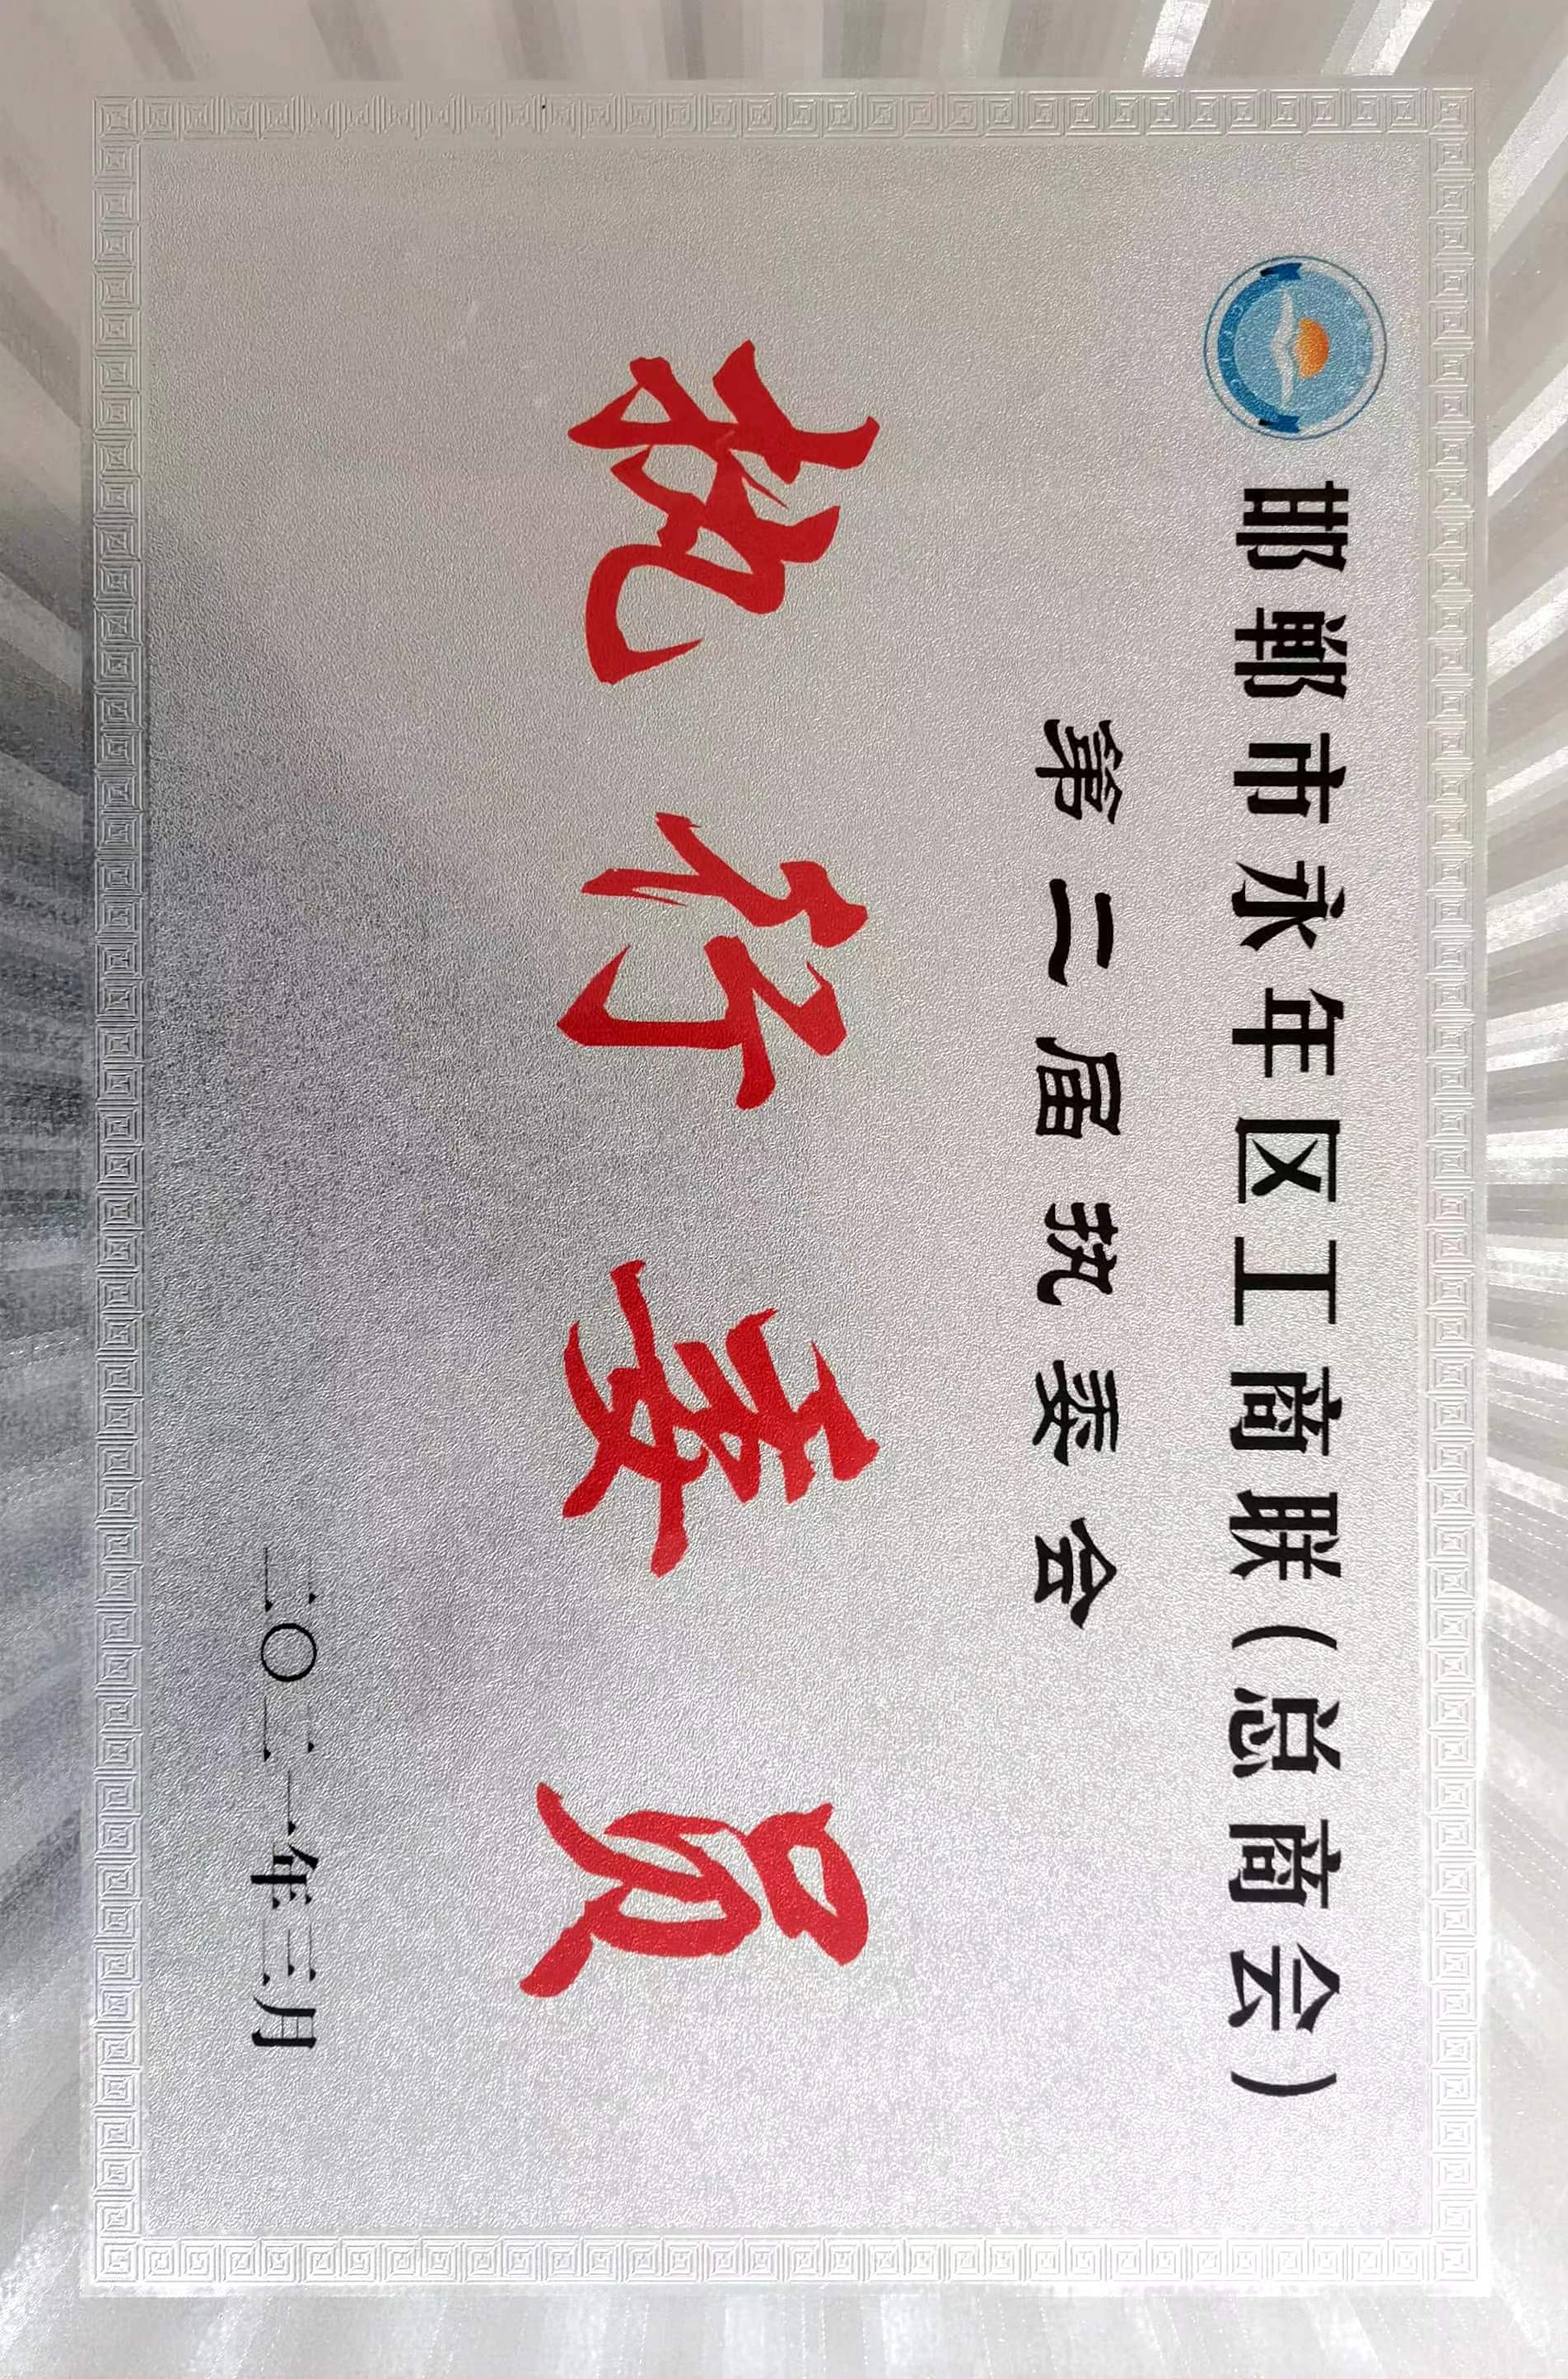 邯郸市永年区工商联(总商会)
第二届执委会
执行委员
二〇二一年三月